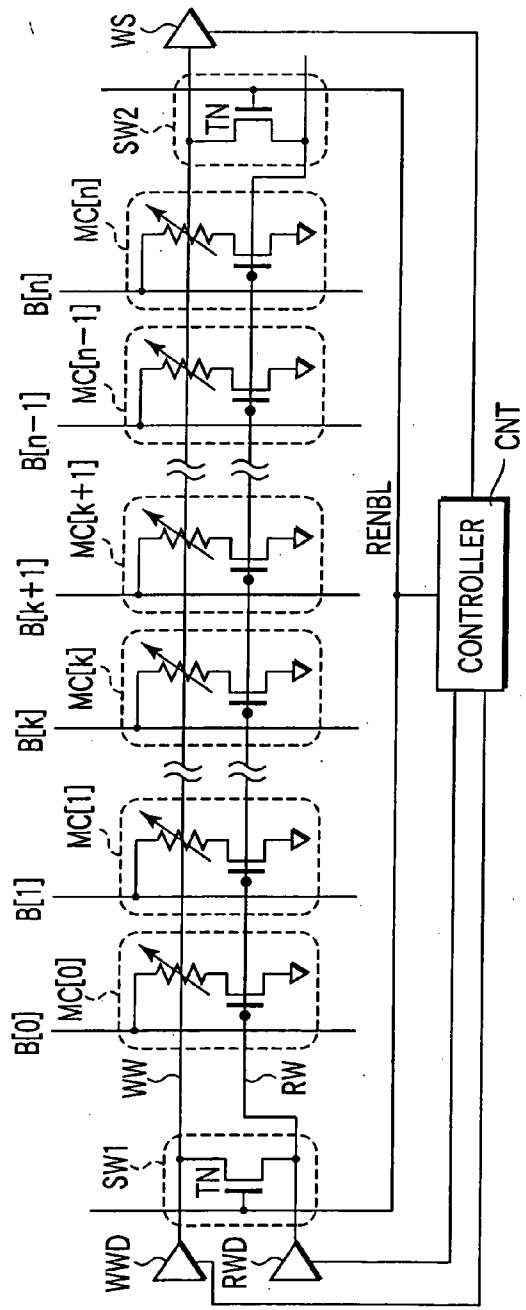 B[0]
B[1]
B[k]
B[k+1]
B[n-1]
B[n]
MC[0]
MC[1]
MC[k]
MC[k+1]
MC[n-1]
MC[n]
SW1
SW2
TN
TN
WWD
WW
WS
RWD
RW
RENBL
CONTROLLER
CNT